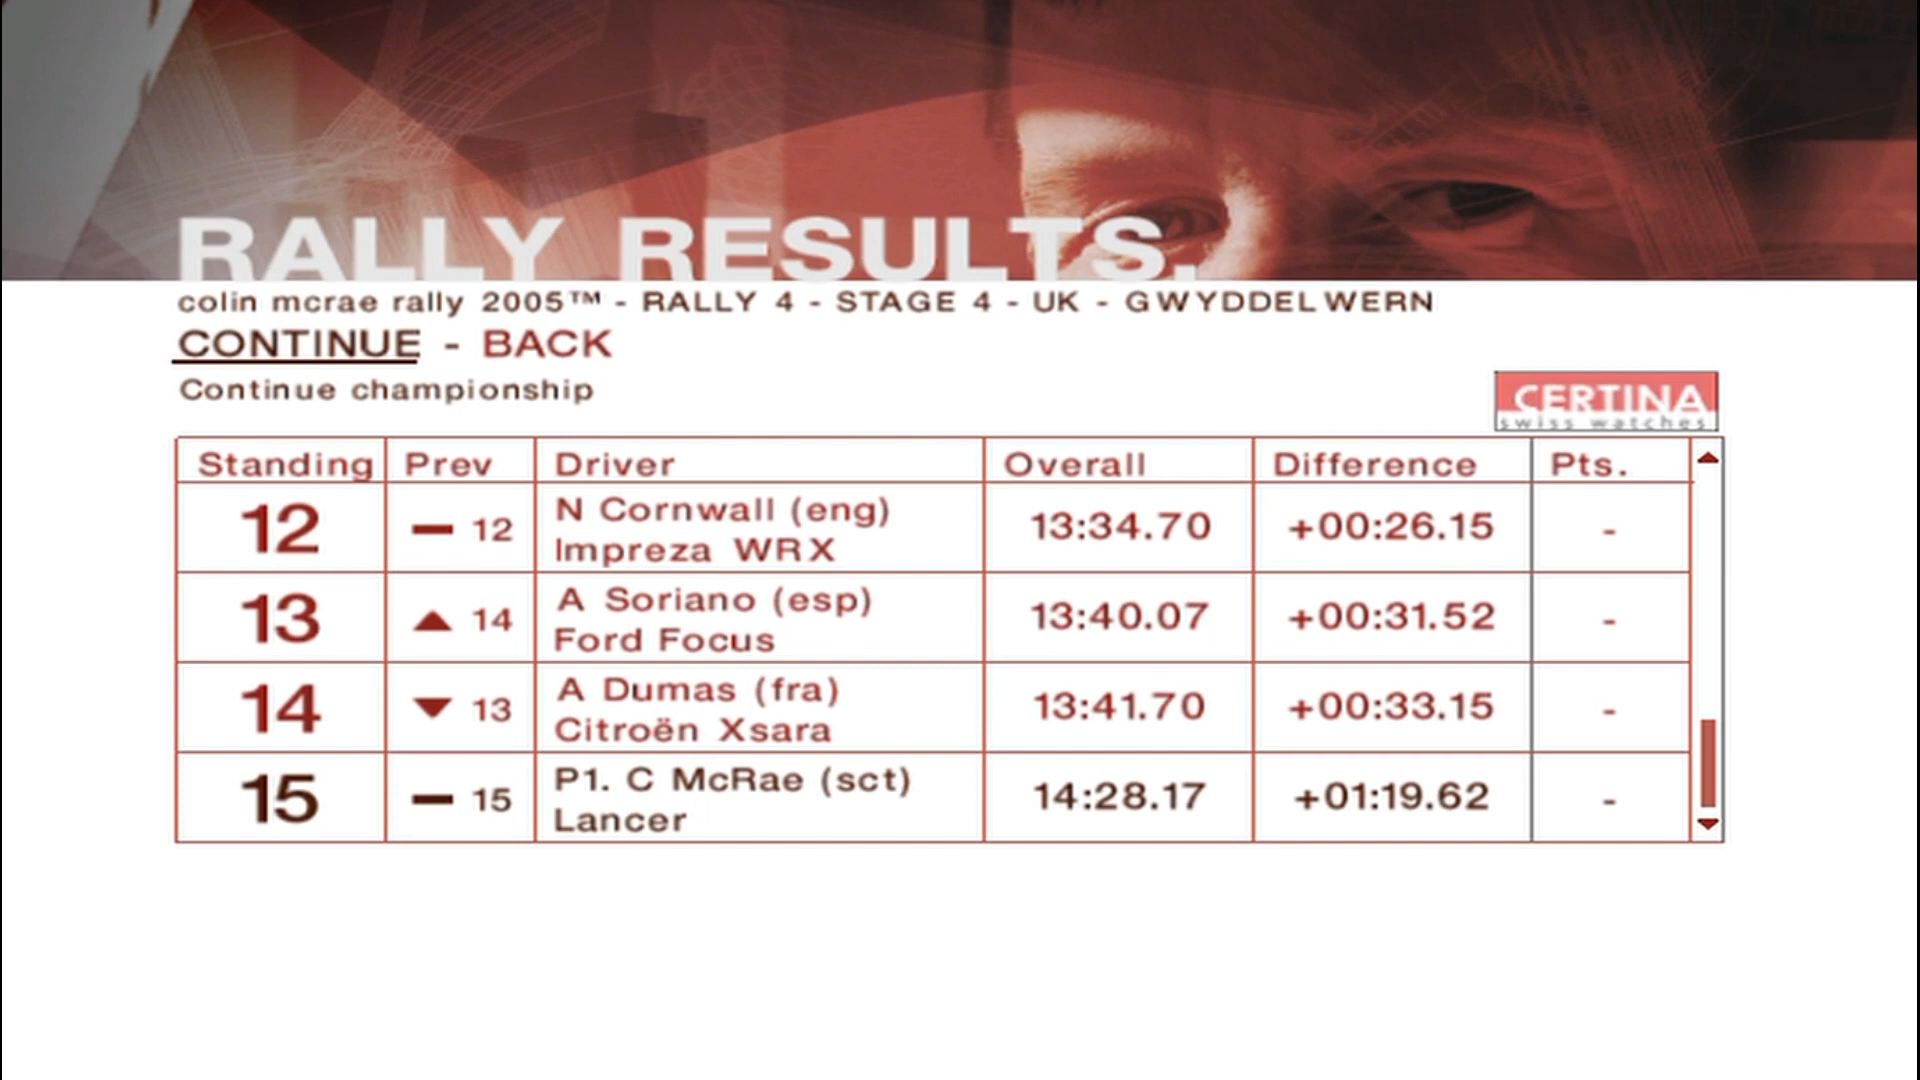 RALLY RESULTS.
colin mcrae rally 2005™ - RALLY 4 - STAGE 4 - UK - GWYDDELWERN
CONTINUE - BACK
Continue championship
CERTINA
swiss watches
Standing Prev Driver Overall Difference Pts.
12 12 N Cornwall (eng) Impreza WRX 13:34.70 +00:26.15 -
13 14 A Soriano (esp) Ford Focus 13:40.07 +00:31.52 -
14 13 A Dumas (fra) Citroën Xsara 13:41.70 +00:33.15 -
15 15 P1. C McRae (sct) Lancer 14:28.17 +01:19.62 -